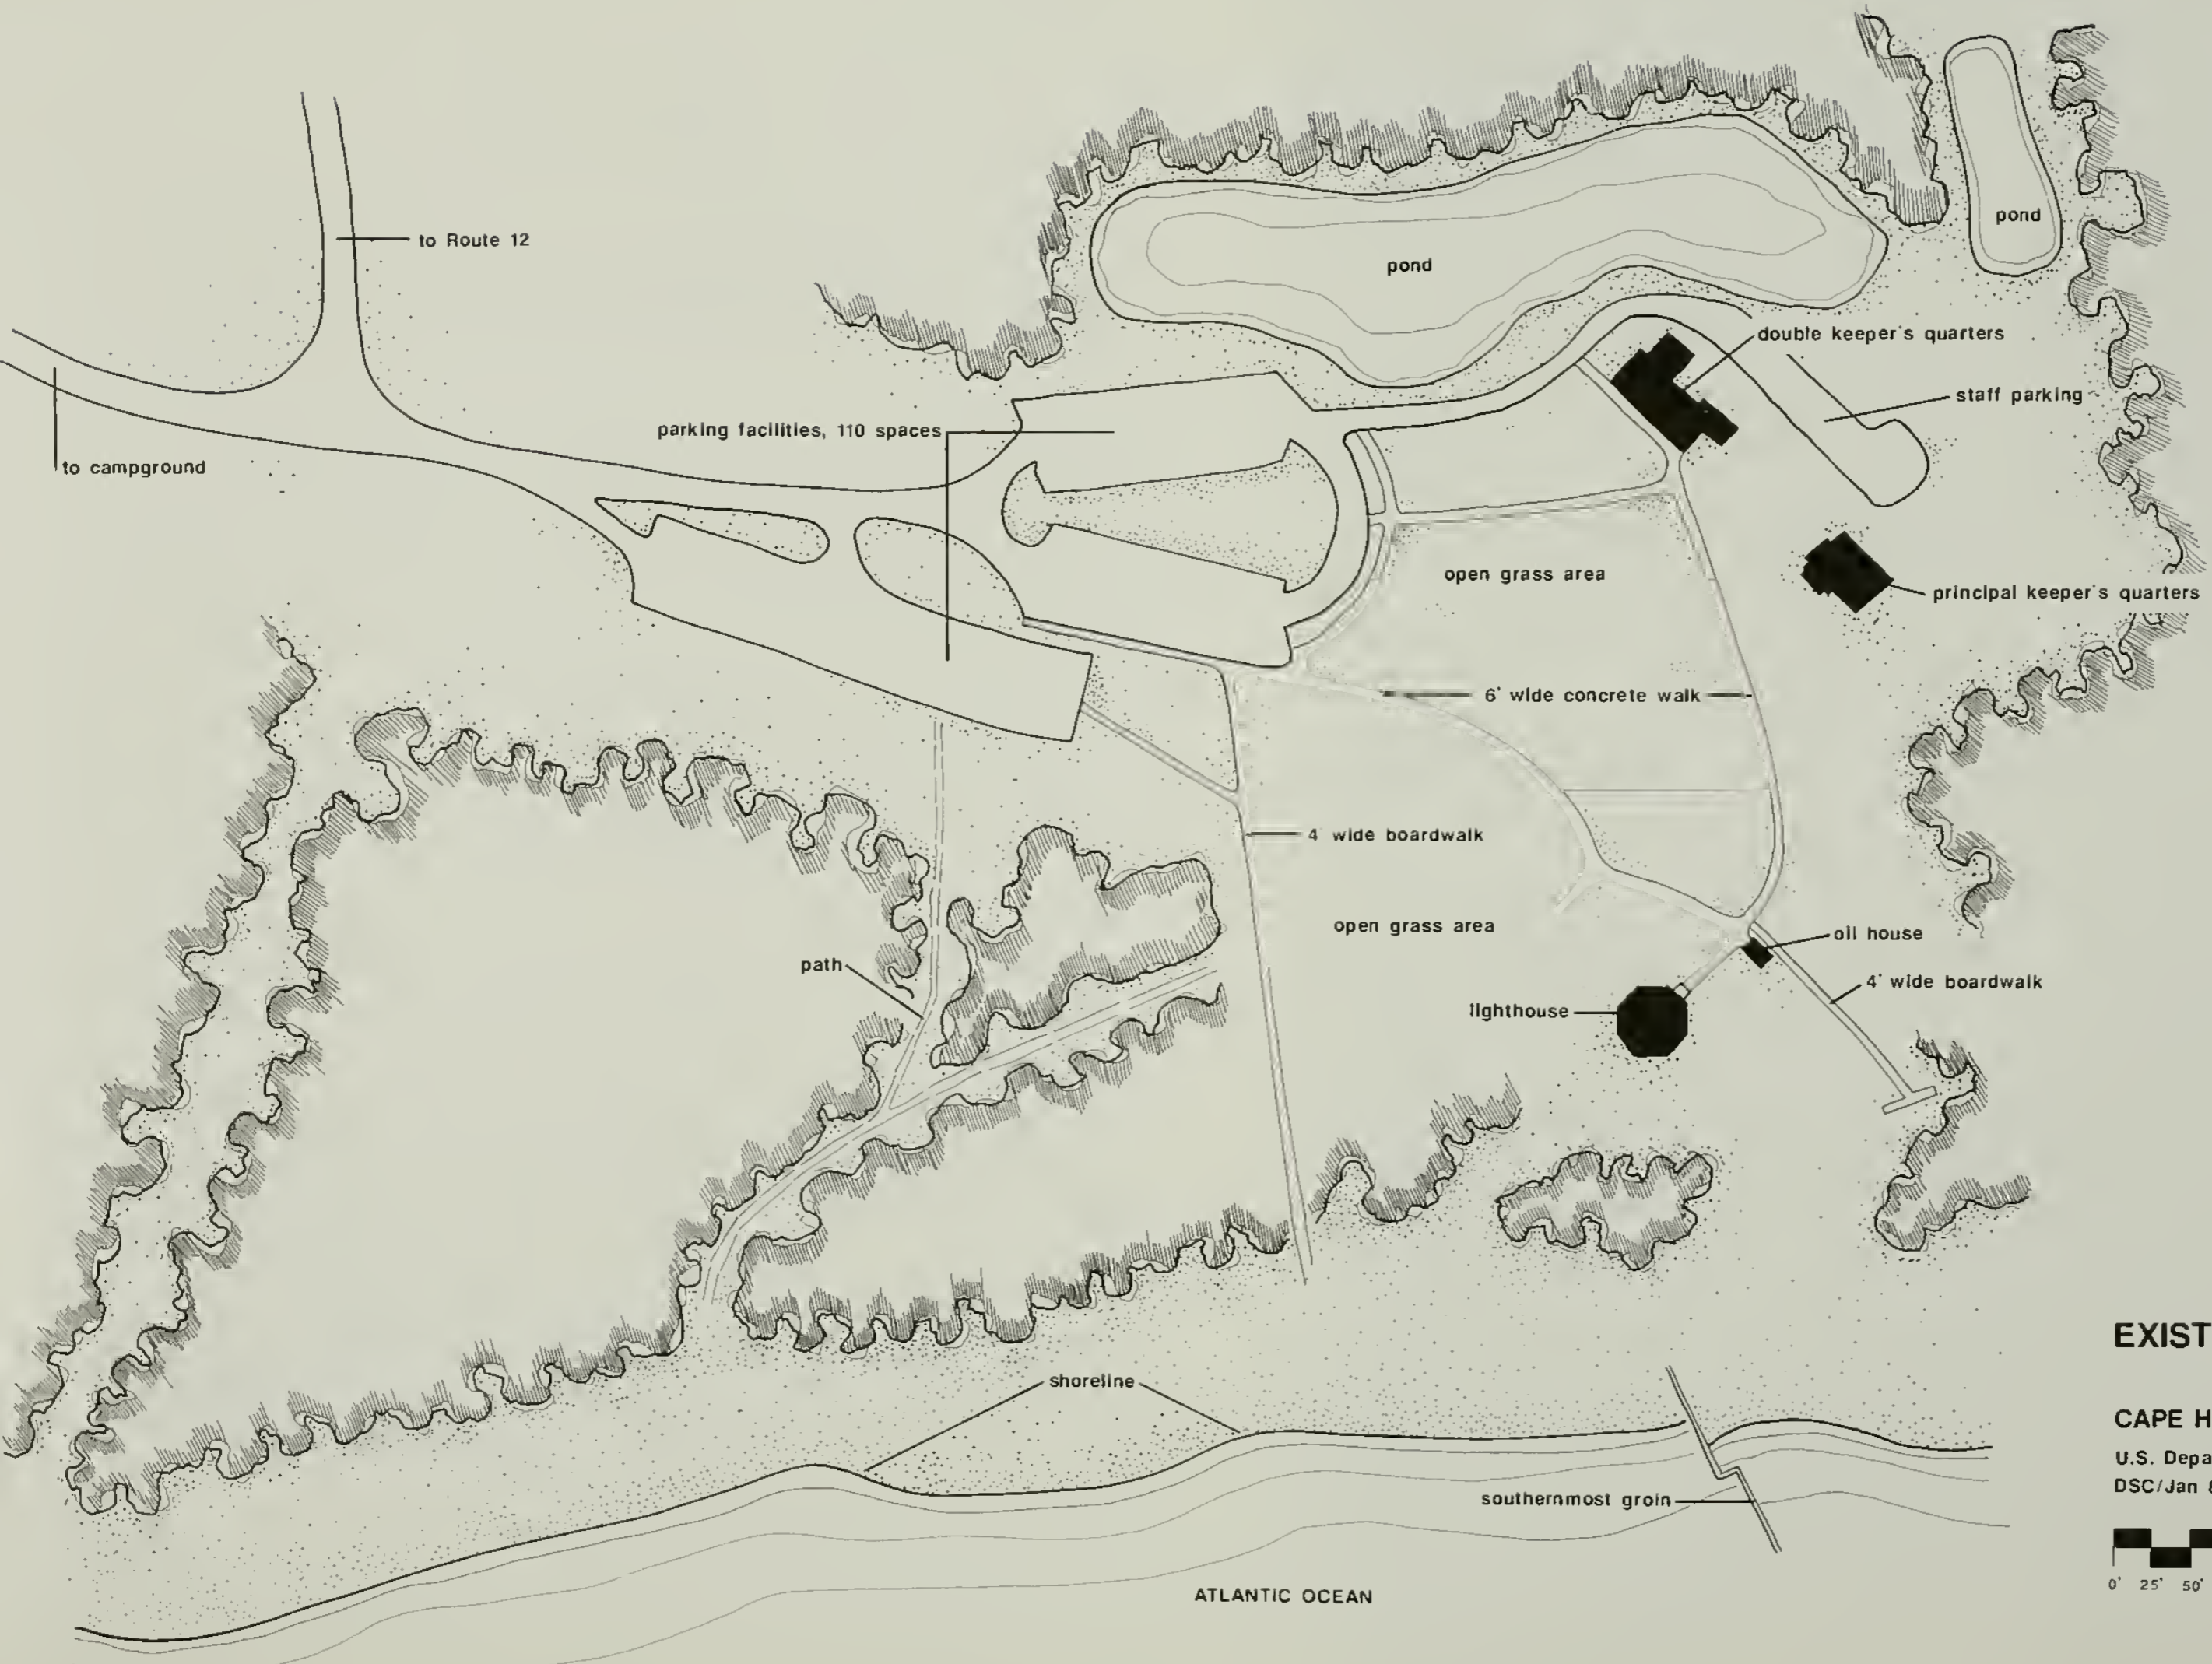 pond
to Route 12
pond
double keeper's quarters
staff parking
parking facilities, 110 spaces
to campground
open grass area
principal keeper's quarters
6' wide concrete walk
4' wide boardwalk
open grass area
oil house
path
4' wide boardwalk
lighthouse
EXIST
shoreline
CAPE H
U.S. Depa
DSC/Jan
southernmost groin
0' 25' 50'
ATLANTIC OCEAN